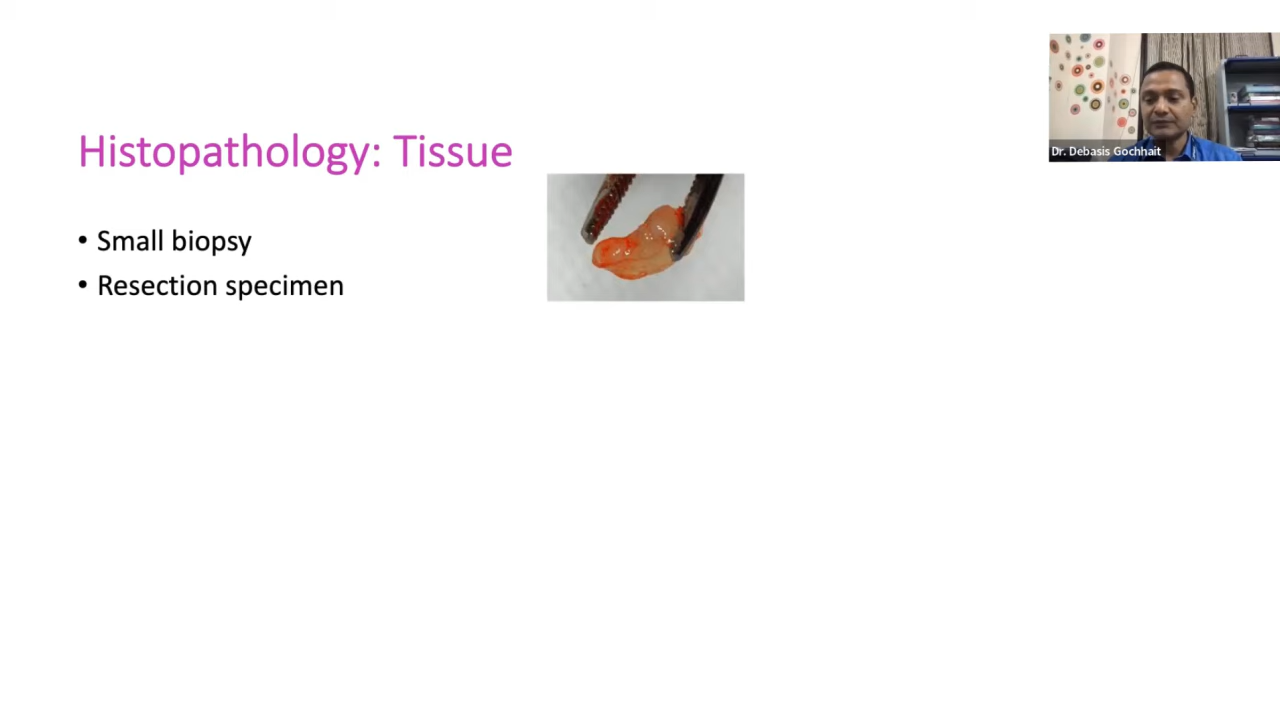 Histopathology: Tissue
• Small biopsy
• Resection specimen
Dr. Debasis Gochhait